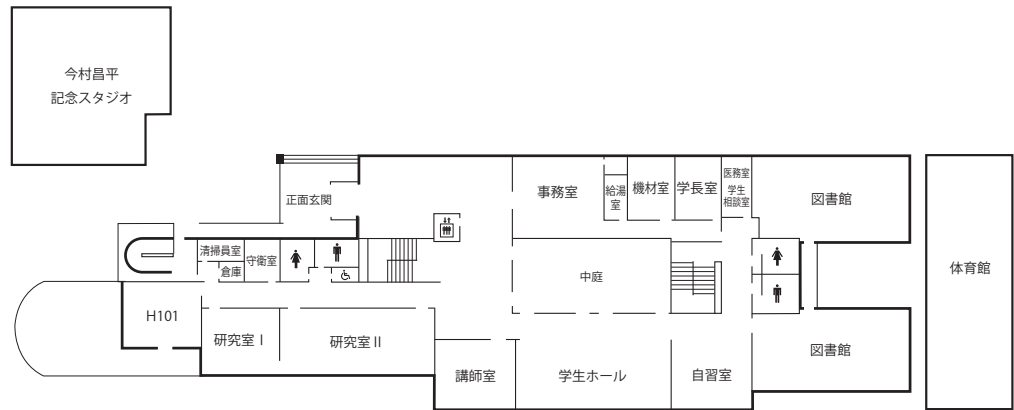 今村昌平
記念スタジオ
正面玄関
事務室
給湯
室
機材室
学長室
医務室
学生
相談室
図書館
清掃員室
倉庫
守衛室
中庭
体育館
H101
研究室 I
研究室 II
講師室
学生ホール
自習室
図書館